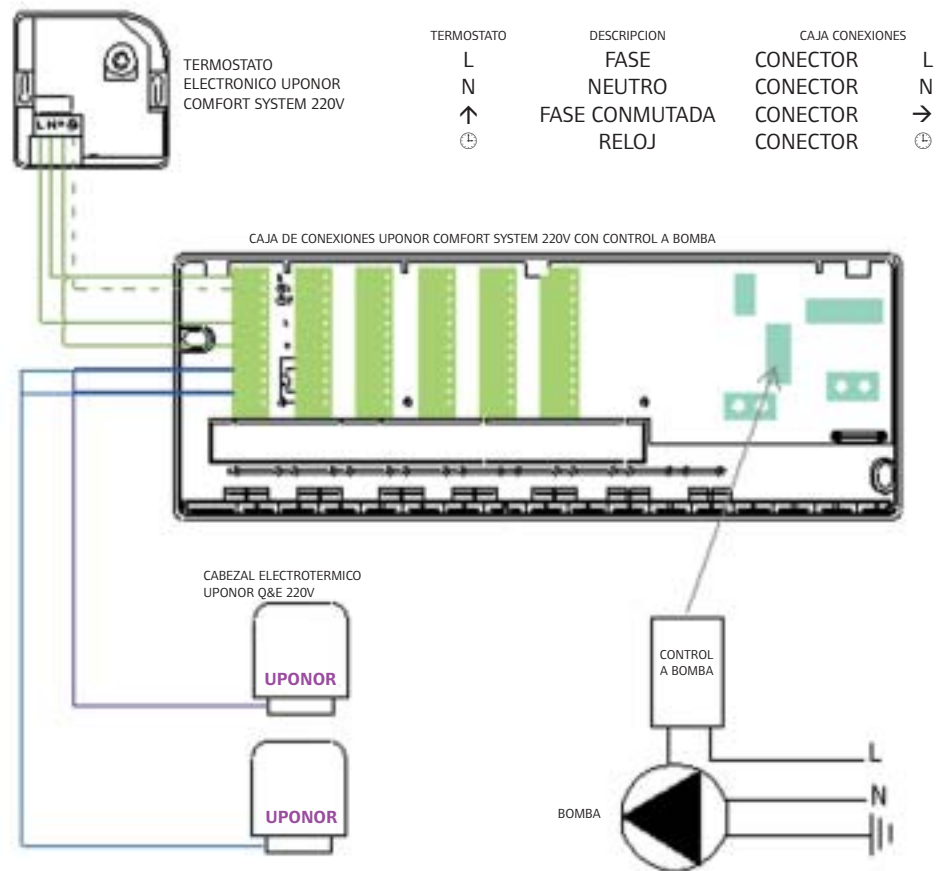 TERMOSTATO DESCRIPCION CAJA CONEXIONES
L FASE CONECTOR L
N NEUTRO CONECTOR N
↑ FASE CONMUTADA CONECTOR →
RELOJ CONECTOR
TERMOSTATO
ELECTRONICO UPONOR
COMFORT SYSTEM 220V
L N
CAJA DE CONEXIONES UPONOR COMFORT SYSTEM 220V CON CONTROL A BOMBA
CABEZAL ELECTROTERMICO
UPONOR Q&E 220V
UPONOR
UPONOR
CONTROL
A BOMBA
L
N
BOMBA